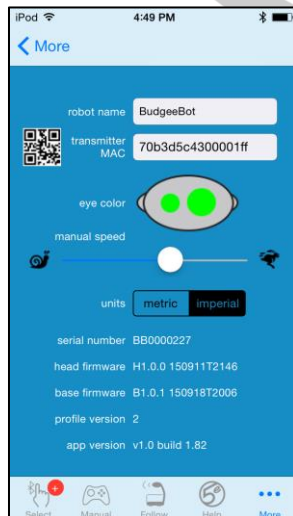 iPod 4:49 PM
More
robot name BudgeeBot
transmitter MAC 70b3d5c4300001ff
eye color
manual speed
units metric imperial
serial number BB0000227
head firmware H1.0.0 150911T2146
base firmware B1.0.1 150918T2006
profile version 2
app version v1.0 build 1.82
Select Manual Follow Help More